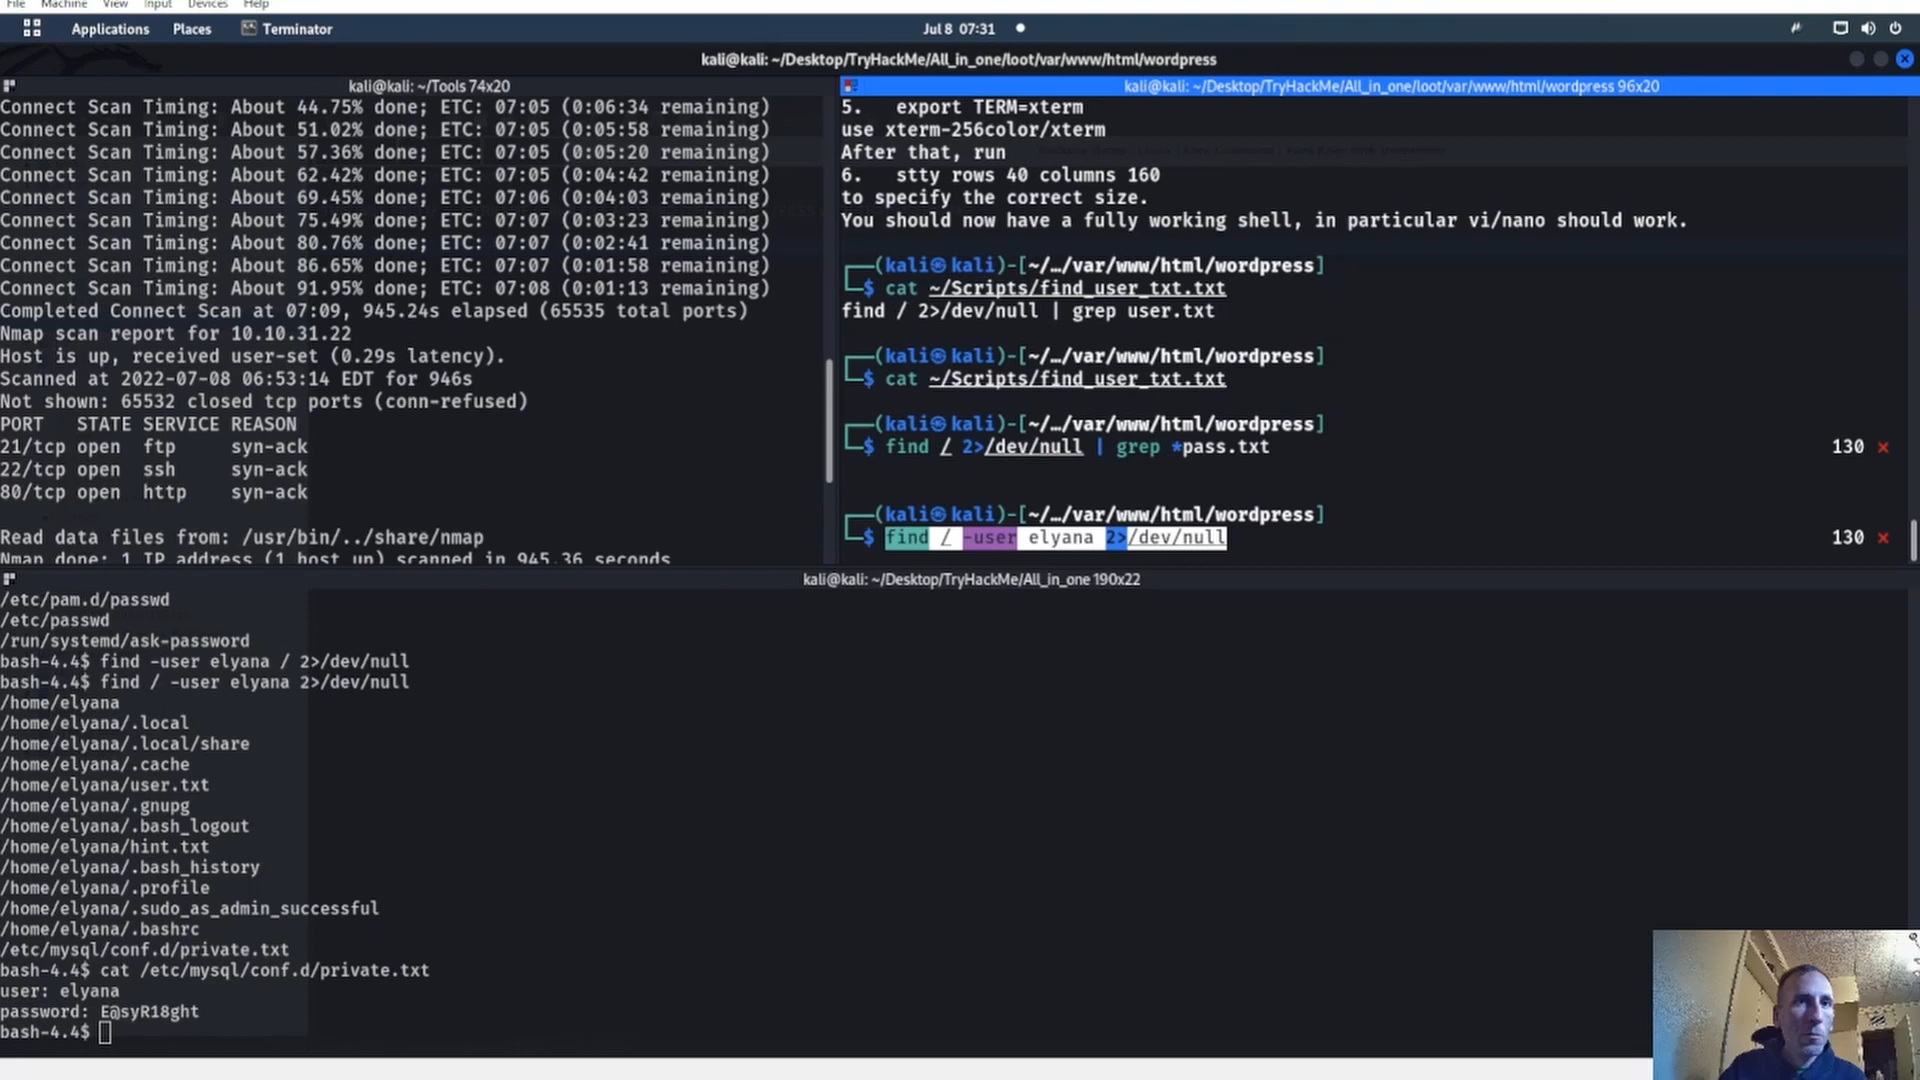 File Machine View Input Devices Help
Applications Places Terminator Jul 8 07:31
kali@kali: ~/Desktop/TryHackMe/All_in_one/loot/var/www/html/wordpress
kali@kali: ~/Tools 74x20
Connect Scan Timing: About 44.75% done; ETC: 07:05 (0:06:34 remaining)
Connect Scan Timing: About 51.02% done; ETC: 07:05 (0:05:58 remaining)
Connect Scan Timing: About 57.36% done; ETC: 07:05 (0:05:20 remaining)
Connect Scan Timing: About 62.42% done; ETC: 07:05 (0:04:42 remaining)
Connect Scan Timing: About 69.45% done; ETC: 07:06 (0:04:03 remaining)
Connect Scan Timing: About 75.49% done; ETC: 07:07 (0:03:23 remaining)
Connect Scan Timing: About 80.76% done; ETC: 07:07 (0:02:41 remaining)
Connect Scan Timing: About 86.65% done; ETC: 07:07 (0:01:58 remaining)
Connect Scan Timing: About 91.95% done; ETC: 07:08 (0:01:13 remaining)
Completed Connect Scan at 07:09, 945.24s elapsed (65535 total ports)
Nmap scan report for 10.10.31.22
Host is up, received user-set (0.29s latency).
Scanned at 2022-07-08 06:53:14 EDT for 946s
Not shown: 65532 closed tcp ports (conn-refused)
PORT STATE SERVICE REASON
21/tcp open ftp syn-ack
22/tcp open ssh syn-ack
80/tcp open http syn-ack
Read data files from: /usr/bin/../share/nmap
Nmap done: 1 IP address (1 host up) scanned in 945.36 seconds
kali@kali: ~/Desktop/TryHackMe/All_in_one/loot/var/www/html/wordpress 96x20
5. export TERM=xterm
use xterm-256color/xterm
After that, run
6. stty rows 40 columns 160
to specify the correct size.
You should now have a fully working shell, in particular vi/nano should work.
┌──(kali㉿kali)-[~/…/var/www/html/wordpress]
└─$ cat ~/Scripts/find_user_txt.txt
find / 2>/dev/null | grep user.txt
┌──(kali㉿kali)-[~/…/var/www/html/wordpress]
└─$ cat ~/Scripts/find_user_txt.txt
┌──(kali㉿kali)-[~/…/var/www/html/wordpress]
└─$ find / 2>/dev/null | grep *pass.txt 130 ⨯
┌──(kali㉿kali)-[~/…/var/www/html/wordpress]
└─$ find / -user elyana 2>/dev/null 130 ⨯
kali@kali: ~/Desktop/TryHackMe/All_in_one 190x22
/etc/pam.d/passwd
/etc/passwd
/run/systemd/ask-password
bash-4.4$ find -user elyana / 2>/dev/null
bash-4.4$ find / -user elyana 2>/dev/null
/home/elyana
/home/elyana/.local
/home/elyana/.local/share
/home/elyana/.cache
/home/elyana/user.txt
/home/elyana/.gnupg
/home/elyana/.bash_logout
/home/elyana/hint.txt
/home/elyana/.bash_history
/home/elyana/.profile
/home/elyana/.sudo_as_admin_successful
/home/elyana/.bashrc
/etc/mysql/conf.d/private.txt
bash-4.4$ cat /etc/mysql/conf.d/private.txt
user: elyana
password: E@syR18ght
bash-4.4$